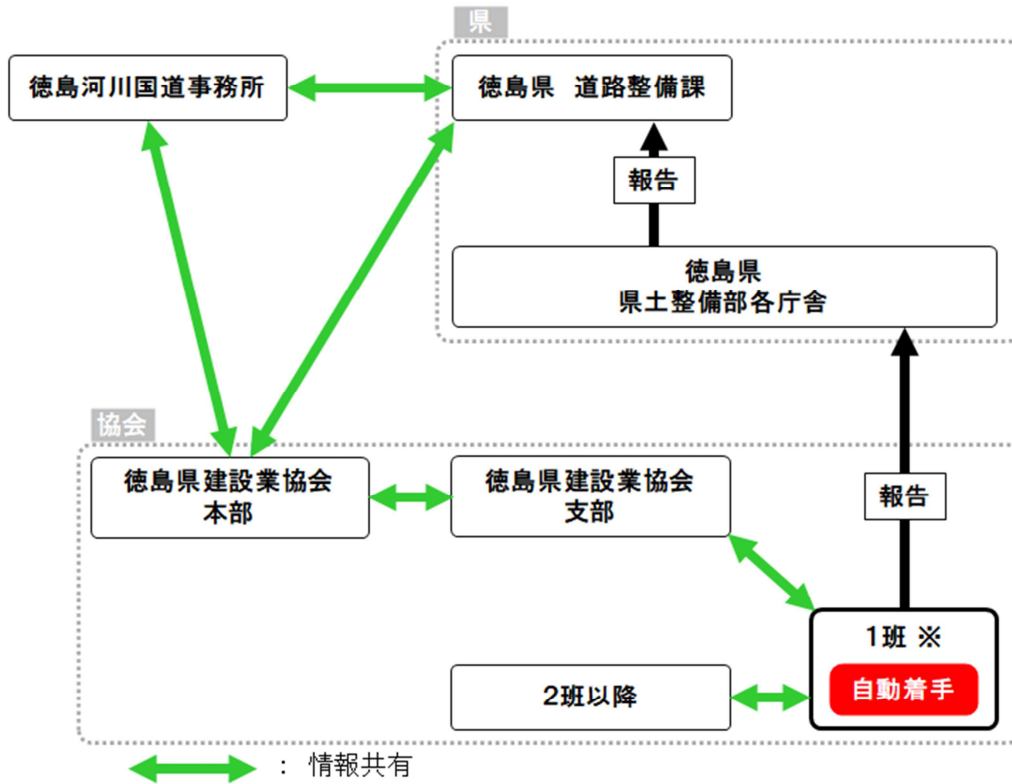 県
徳島河川国道事務所
徳島県　道路整備課
報告
徳島県
県土整備部各庁舎
協会
徳島県建設業協会
本部
徳島県建設業協会
支部
報告
1班 ※
自動着手
2班以降
： 情報共有